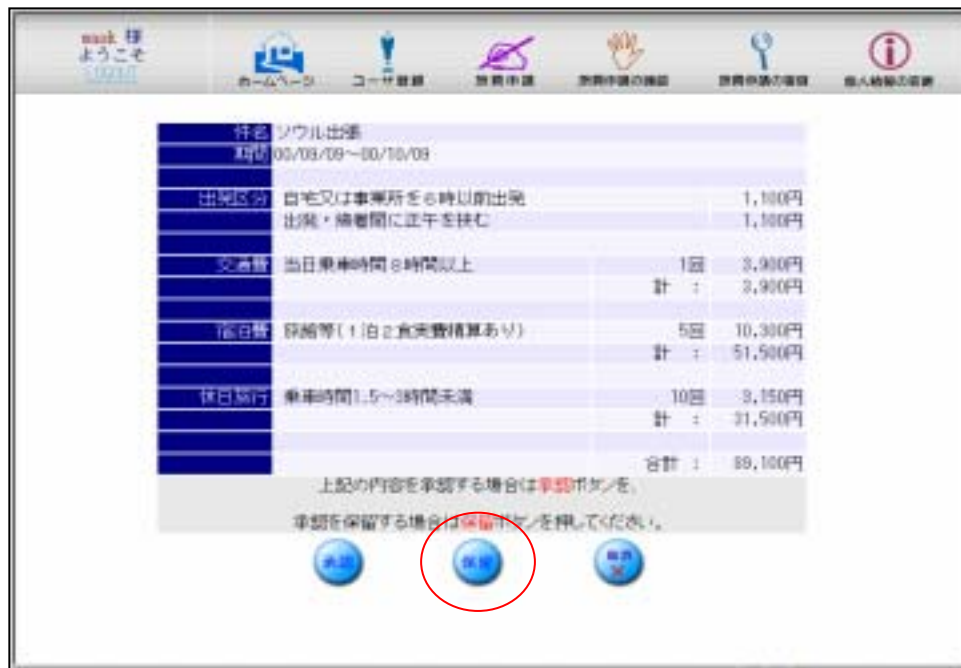 mask 様
ようこそ
ホームページ
ユーザ登録
旅費申請
旅費申請の確認
旅費申請の審査
個人情報の変更
件名 ソウル出張
期間 00/09/09～00/10/09
出発区分 自宅又は事業所を6時以前出発 1,100円
出発・帰着間に正午を挟む 1,100円
交通費 当日乗車時間8時間以上 1回 3,900円
計 : 3,900円
宿泊費 旅館等(1泊2食実費精算あり) 5回 10,300円
計 : 51,500円
休日旅行 乗車時間1.5～3時間未満 10回 3,150円
計 : 31,500円
合計 : 89,100円
上記の内容を承認する場合は承認ボタンを、
承認を保留する場合は保留ボタンを押してください。
承認
保留
取消